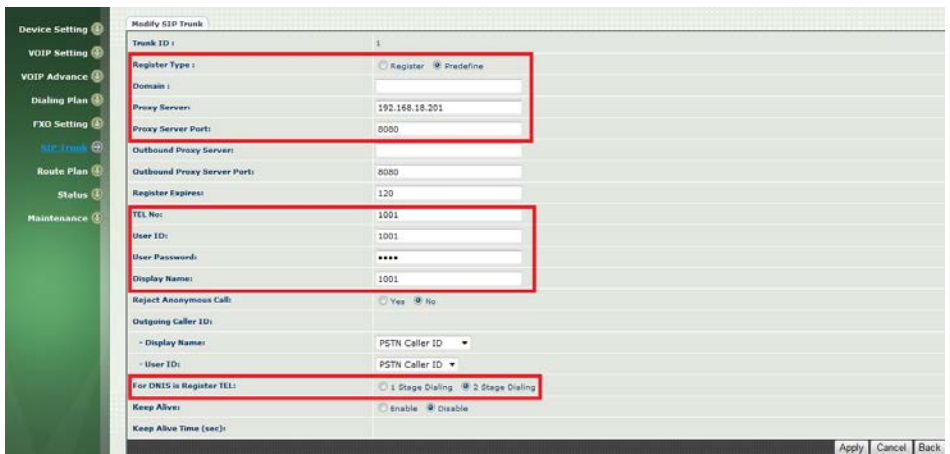 Device Setting
VOIP Setting
VOIP Advance
Dialing Plan
FXO Setting
SIP Trunk
Route Plan
Status
Maintenance
Modify SIP Trunk
Trunk ID : 1
Register Type : Register Predefine
Domain :
Proxy Server: 192.168.18.201
Proxy Server Port: 8080
Outbound Proxy Server:
Outbound Proxy Server Port: 8080
Register Expires: 120
TEL No: 1001
User ID: 1001
User Password: ••••
Display Name: 1001
Reject Anonymous Call: Yes No
Outgoing Caller ID:
- Display Name: PSTN Caller ID
- User ID: PSTN Caller ID
For DNIS is Register TEL: 1 Stage Dialing 2 Stage Dialing
Keep Alive: Enable Disable
Keep Alive Time (sec):
Apply Cancel Back